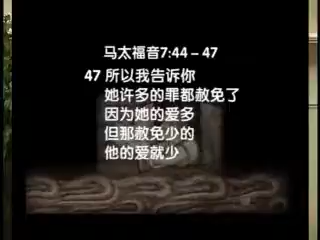 马太福音7:44 – 47
47 所以我告诉你
她许多的罪都赦免了
因为她的爱多
但那赦免少的
他的爱就少